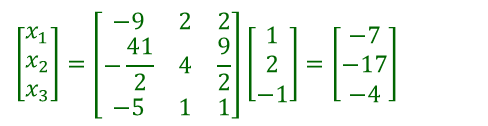 [x₁ x₂ x₃] = [−9 2 2; −41/2 4 9/2; −5 1 1] [1 2 −1] = [−7 −17 −4]